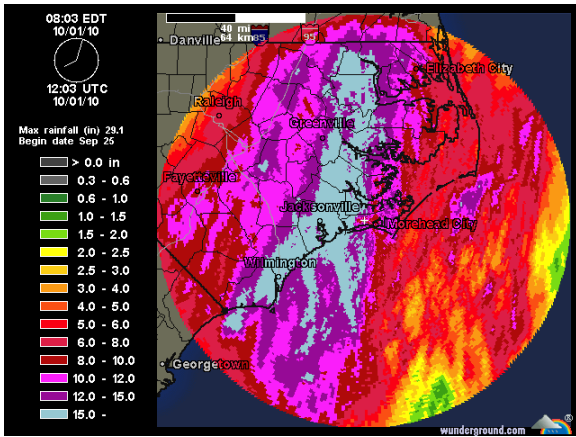 08:03 EDT
10/01/10
12:03 UTC
10/01/10
Max rainfall (in) 29.1
Begin date Sep 25
> 0.0 in
0.3 - 0.6
0.6 - 1.0
1.0 - 1.5
1.5 - 2.0
2.0 - 2.5
2.5 - 3.0
3.0 - 4.0
4.0 - 5.0
5.0 - 6.0
6.0 - 8.0
8.0 - 10.0
10.0 - 12.0
12.0 - 15.0
15.0 -
40 mi
64 km
85
95
Danville
Elizabeth City
Raleigh
Greenville
Fayetteville
Jacksonville
Morehead City
Wilmington
Georgetown
wunderground.com
®